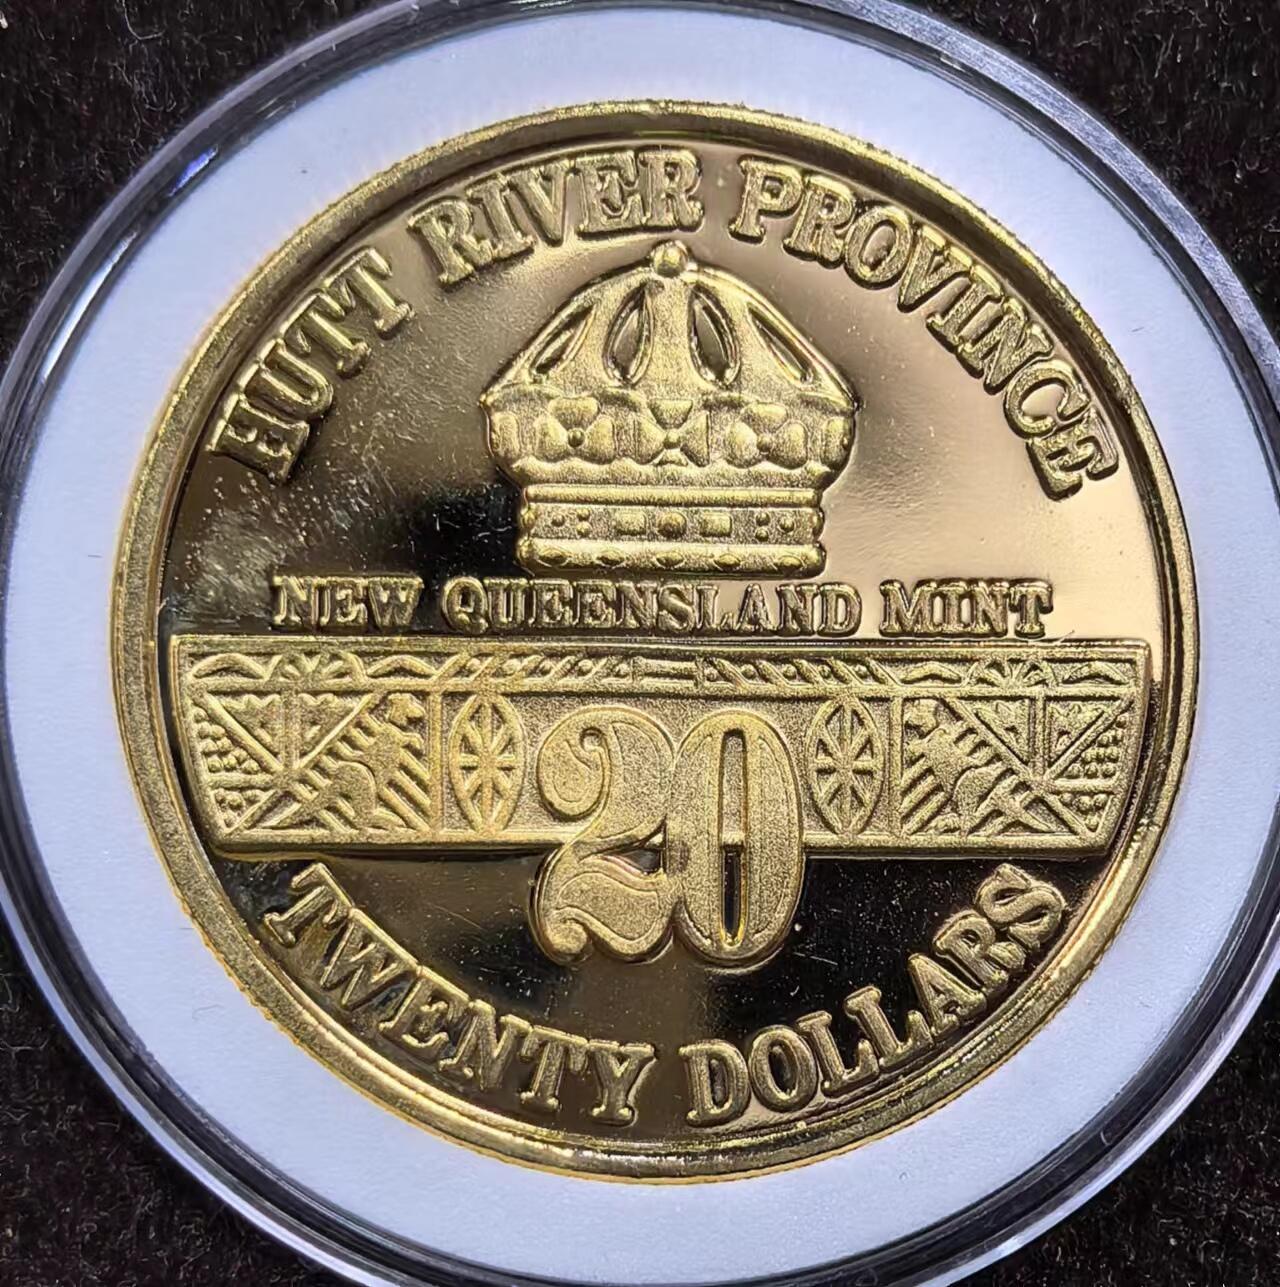 HUTT RIVER PROVINCE
NEW QUEENSLAND MINT
20
TWENTY DOLLARS